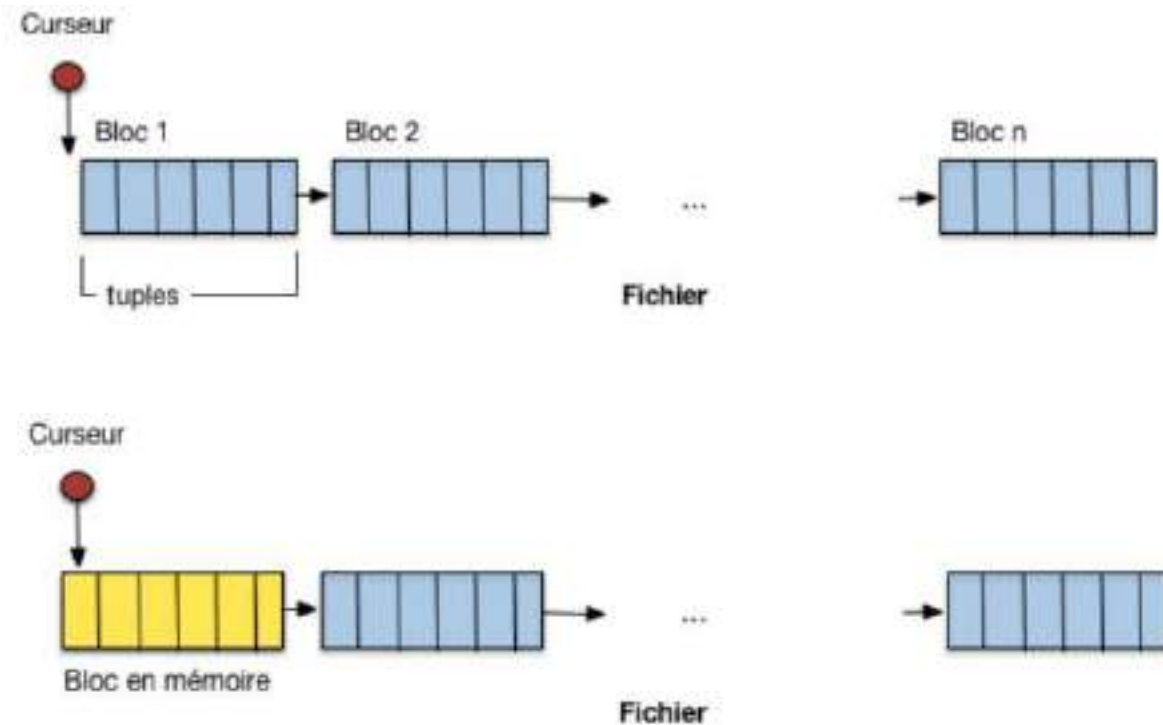 Curseur
Bloc 1
Bloc 2
Bloc n
...
tuples
Fichier
Curseur
...
Bloc en mémoire
Fichier